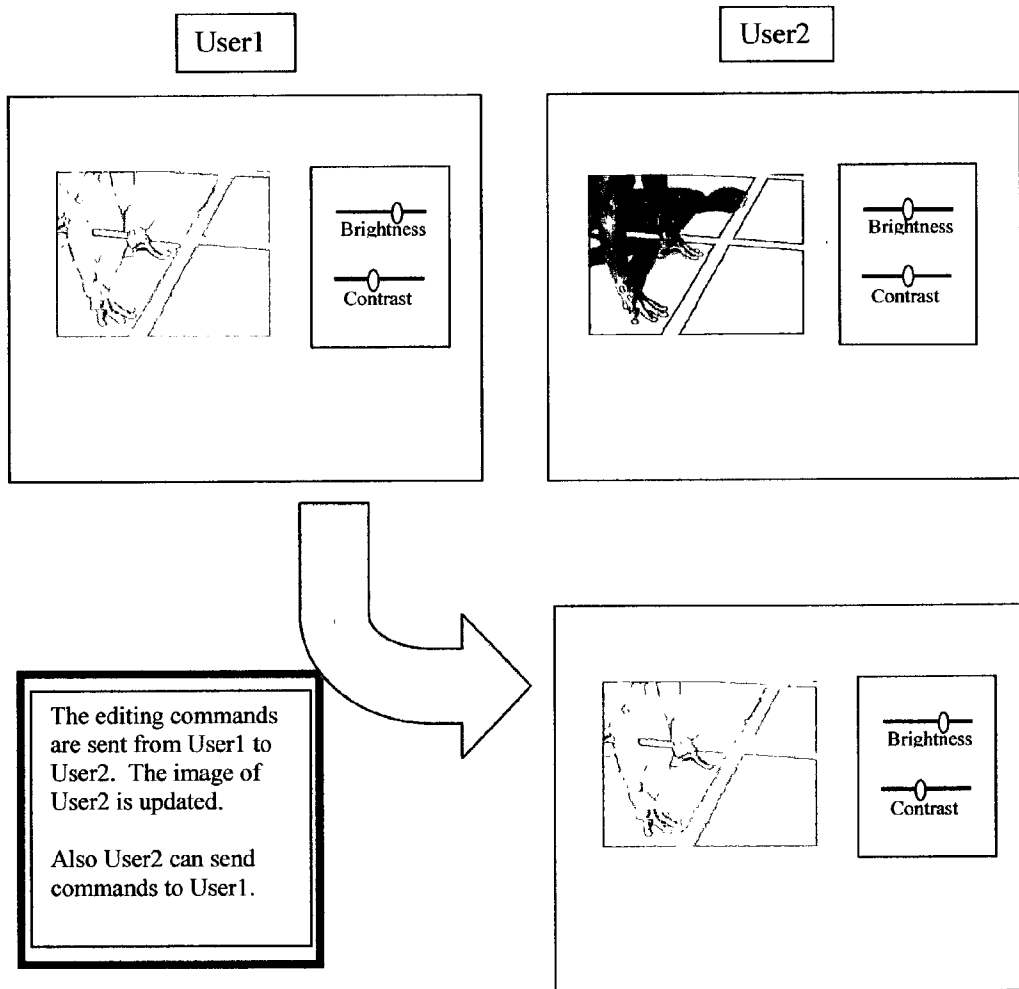 User1
User2
Brightness
Contrast
Brightness
Contrast
The editing commands
are sent from User1 to
User2. The image of
User2 is updated.
Also User2 can send
commands to User1.
Brightness
Contrast